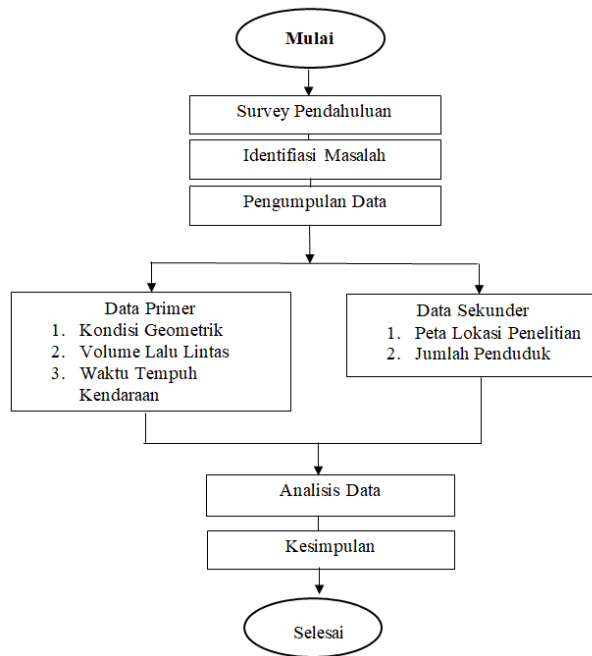 Mulai
Survey Pendahuluan
Identifiasi Masalah
Pengumpulan Data
Data Primer
1. Kondisi Geometrik
2. Volume Lalu Lintas
3. Waktu Tempuh
Kendaraan
Data Sekunder
1. Peta Lokasi Penelitian
2. Jumlah Penduduk
Analisis Data
Kesimpulan
Selesai